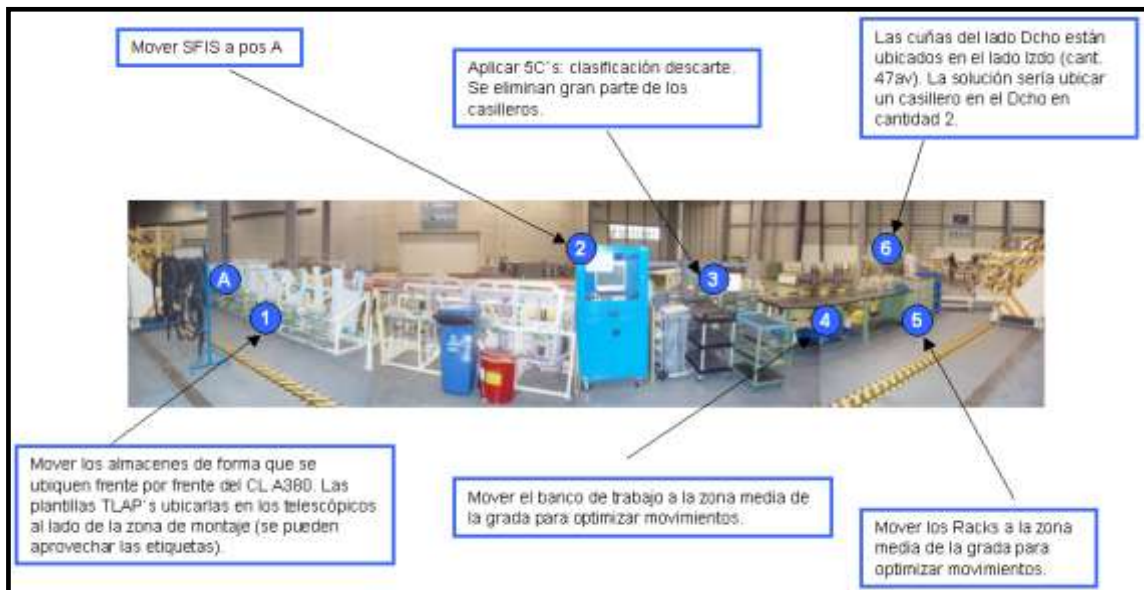 Mover SFIS a pos A
Aplicar 5C´s: clasificación descarte.
Se eliminan gran parte de los
casilleros.
Las cuñas del lado Dcho están
ubicados en el lado Izdo (cant.
47av). La solución sería ubicar
un casillero en el Dcho en
cantidad 2.
A
1
2
3
4
5
6
Mover los almacenes de forma que se
ubiquen frente por frente del CL A380. Las
plantillas TLAP´s ubicarlas en los telescópicos
al lado de la zona de montaje (se pueden
aprovechar las etiquetas).
Mover el banco de trabajo a la zona media de
la grada para optimizar movimientos.
Mover los Racks a la zona
media de la grada para
optimizar movimientos.